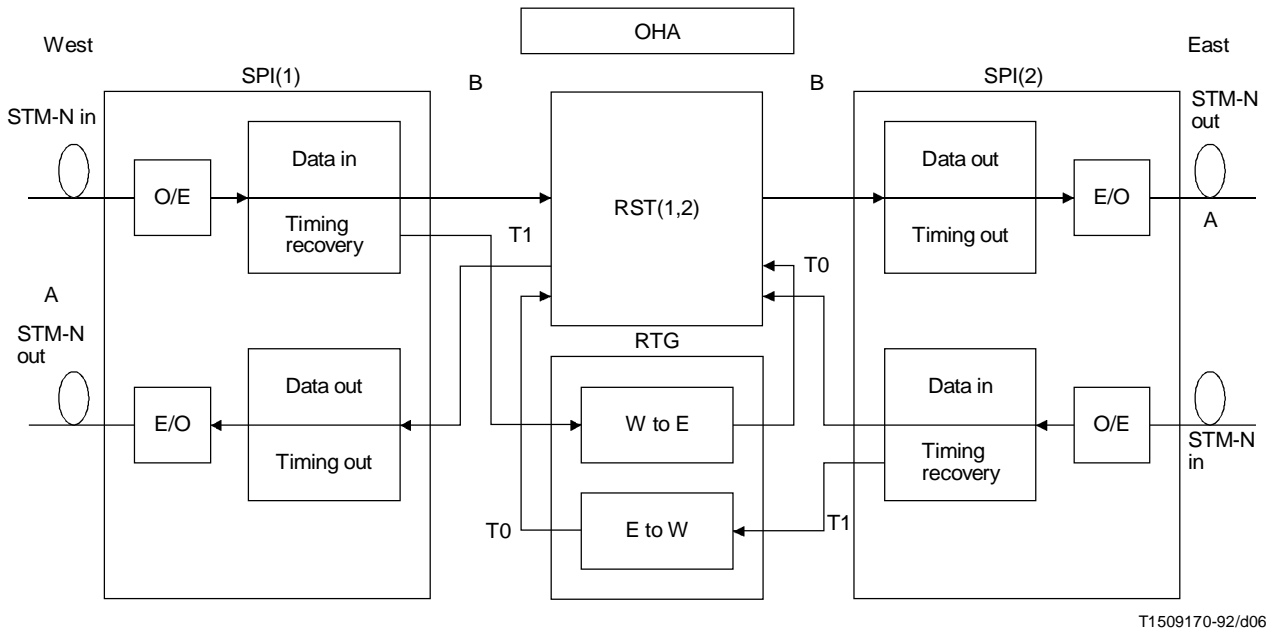 OHA
West
East
SPI(1)
B
B
SPI(2)
STM-N in
STM-N
out
O/E
Data in
Timing
recovery
RST(1,2)
Data out
Timing out
E/O
A
T1
T0
A
STM-N
out
RTG
E/O
Data out
Timing out
W to E
Data in
Timing
recovery
O/E
STM-N
in
T0
E to W
T1
T1509170-92/d06